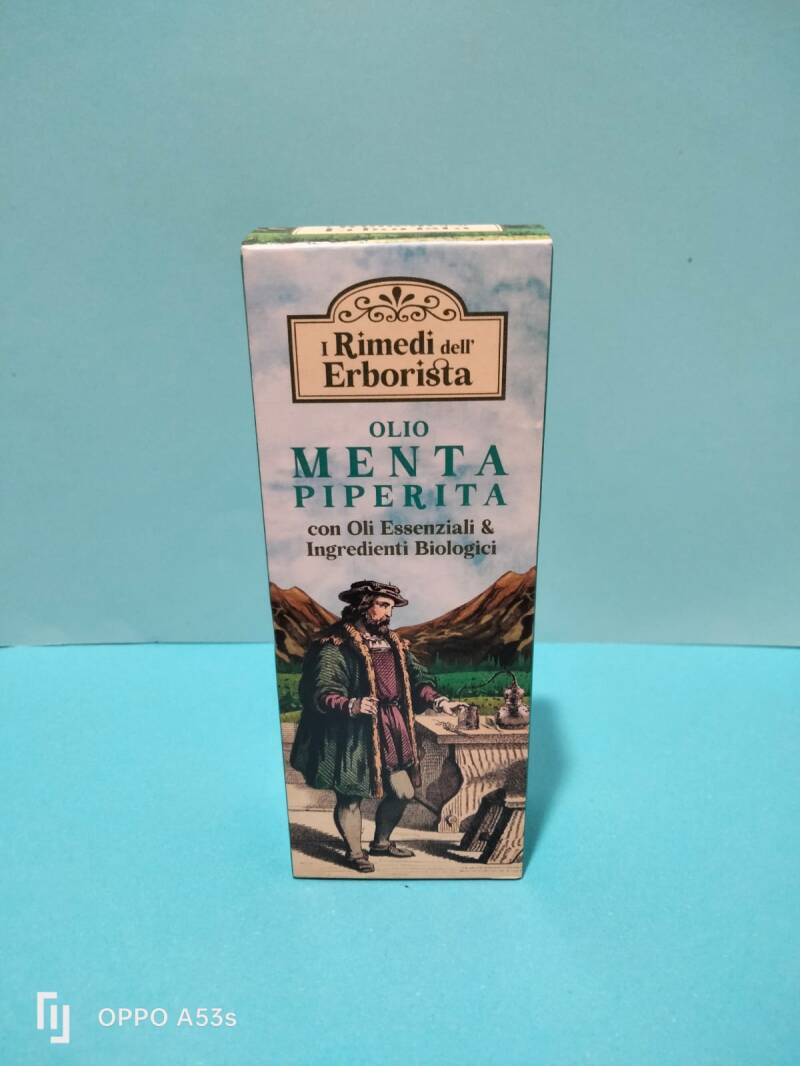 I Rimedi dell'
Erborista
OLIO
MENTA
PIPERITA
con Oli Essenziali &
Ingredienti Biologici
OPPO A53s